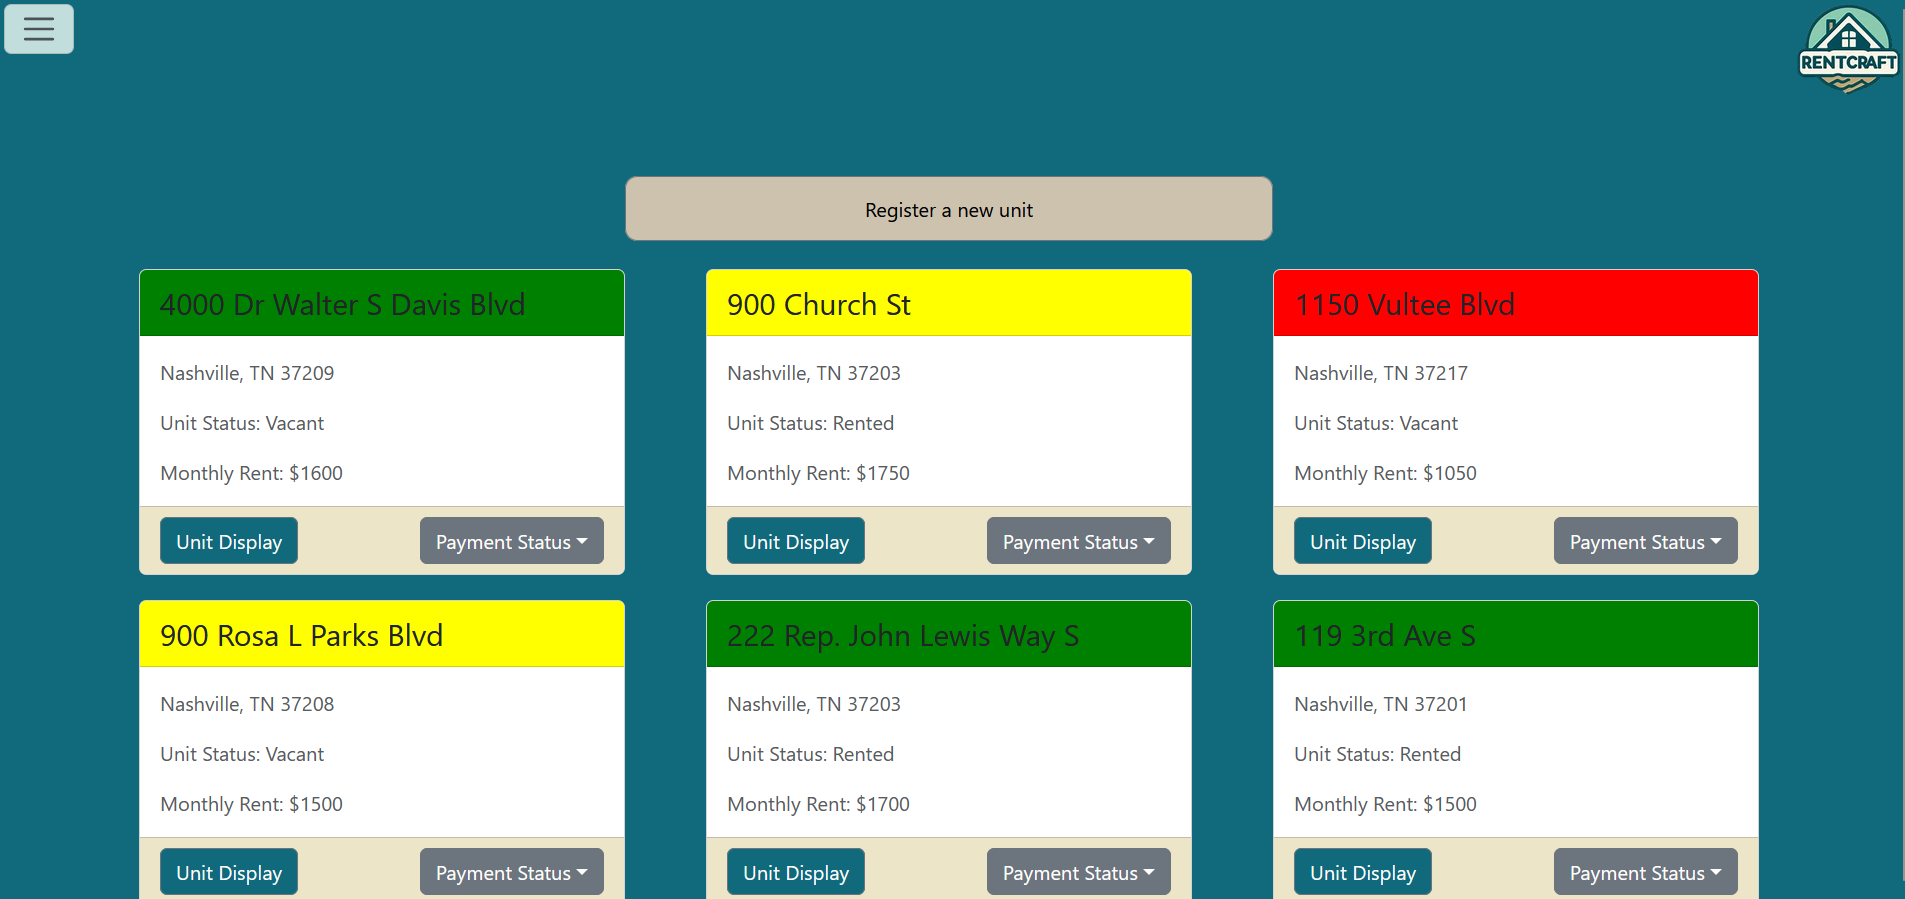 RENTCRAFT
Register a new unit
4000 Dr Walter S Davis Blvd
Nashville, TN 37209
Unit Status: Vacant
Monthly Rent: $1600
Unit Display
Payment Status
900 Church St
Nashville, TN 37203
Unit Status: Rented
Monthly Rent: $1750
Unit Display
Payment Status
1150 Vultee Blvd
Nashville, TN 37217
Unit Status: Vacant
Monthly Rent: $1050
Unit Display
Payment Status
900 Rosa L Parks Blvd
Nashville, TN 37208
Unit Status: Vacant
Monthly Rent: $1500
Unit Display
Payment Status
222 Rep. John Lewis Way S
Nashville, TN 37203
Unit Status: Rented
Monthly Rent: $1700
Unit Display
Payment Status
119 3rd Ave S
Nashville, TN 37201
Unit Status: Rented
Monthly Rent: $1500
Unit Display
Payment Status